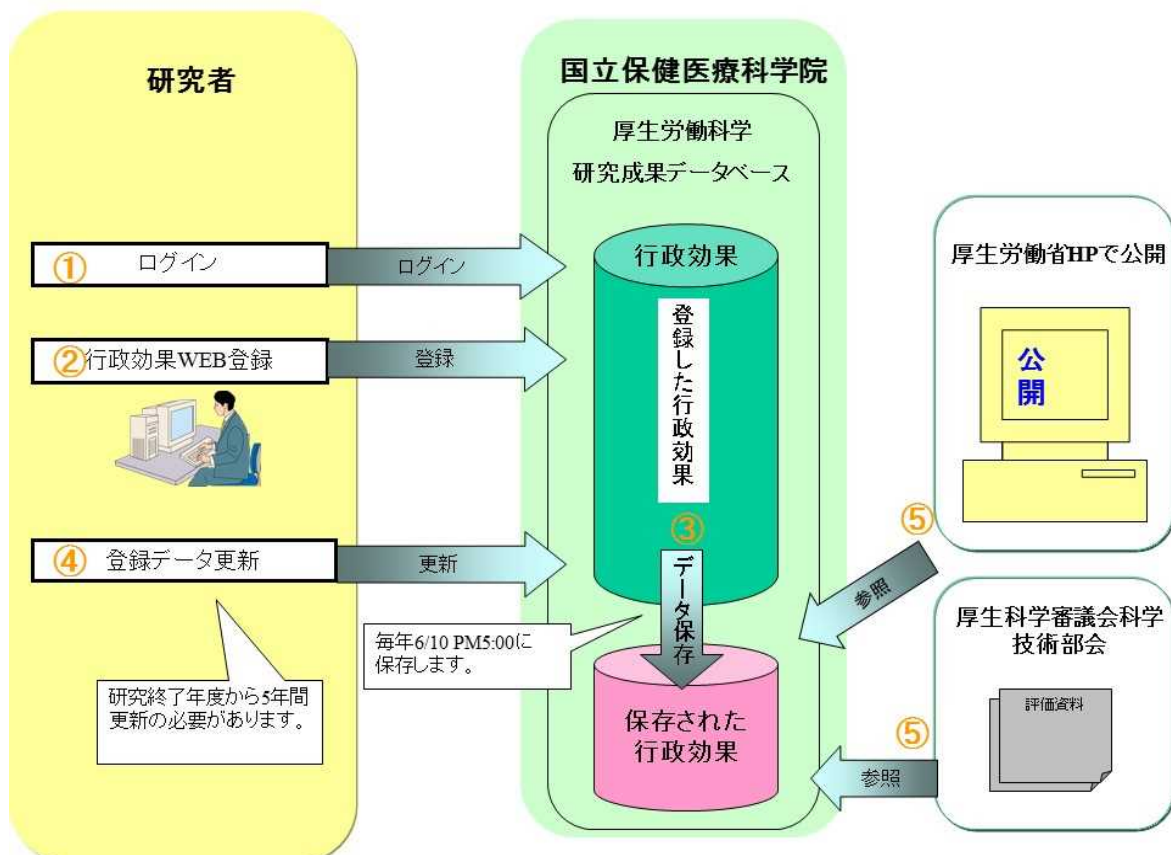 研究者
① ログイン
ログイン
② 行政効果WEB登録
登録
④ 登録データ更新
更新
研究終了年度から5年間
更新の必要があります。
国立保健医療科学院
厚生労働科学
研究成果データベース
行政効果
登録した行政効果
③
データ保存
毎年6/10 PM5:00に
保存します。
保存された
行政効果
厚生労働省HPで公開
公
開
⑤
参照
厚生科学審議会科学
技術部会
評価資料
⑤
参照